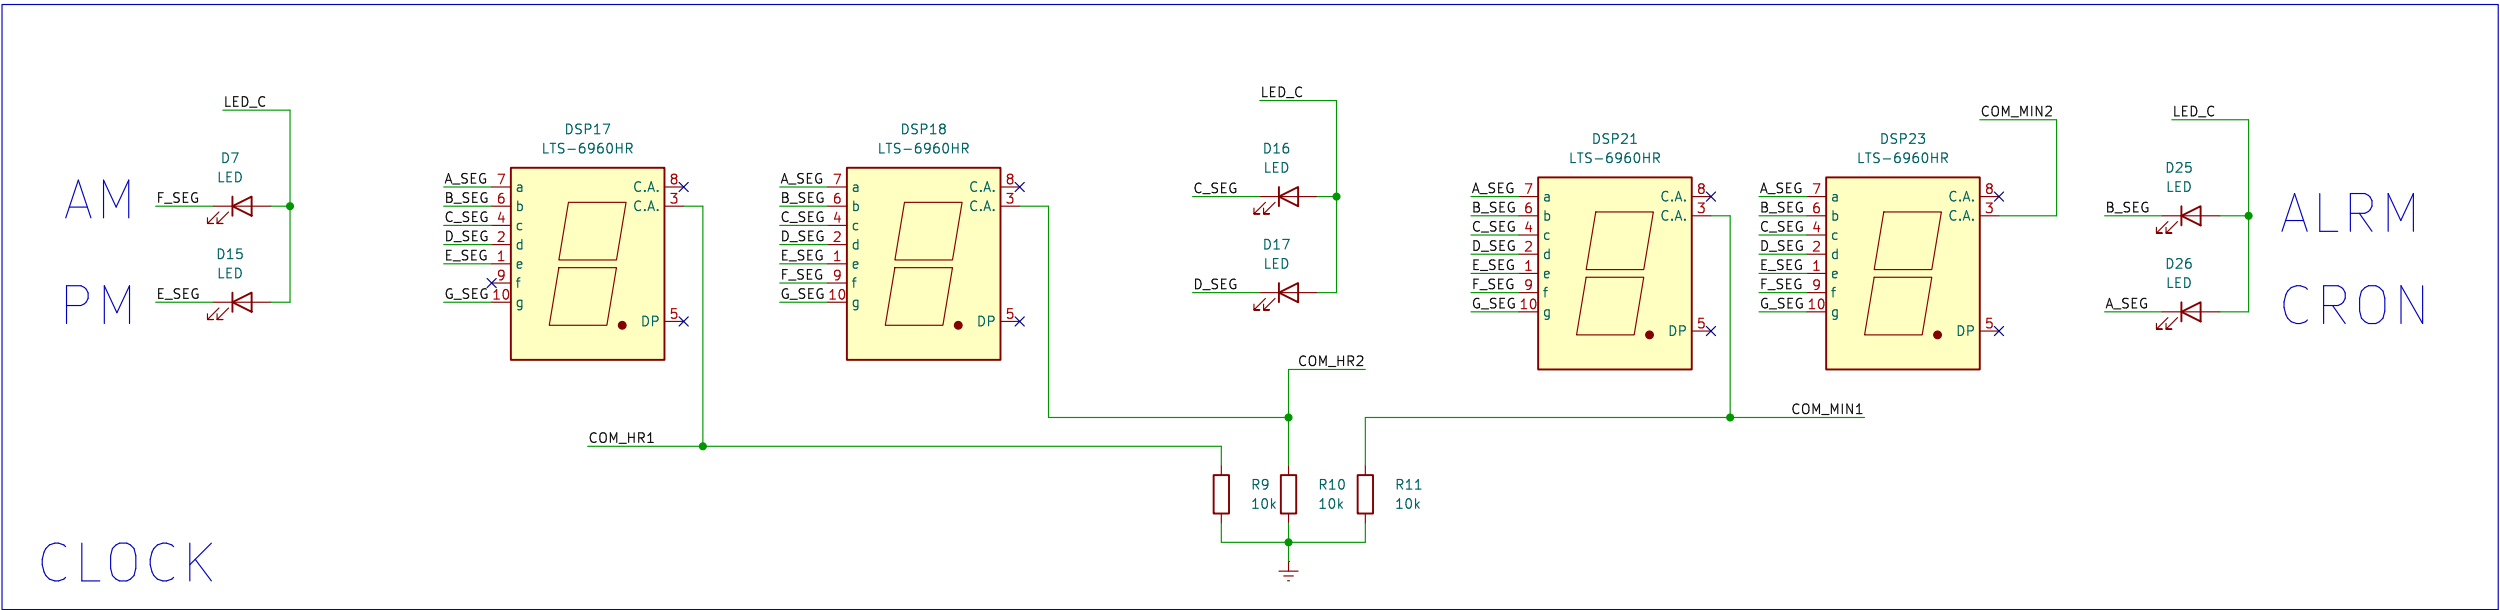 LED_C
D7
LED
F_SEG
AM
D15
LED
E_SEG
PM
DSP17
LTS-6960HR
A_SEG 7 a C.A. 8
B_SEG 6 b C.A. 3
C_SEG 4 c
D_SEG 2 d
E_SEG 1 e
9 f
G_SEG 10 g
DP 5
DSP18
LTS-6960HR
A_SEG 7 a C.A. 8
B_SEG 6 b C.A. 3
C_SEG 4 c
D_SEG 2 d
E_SEG 1 e
F_SEG 9 f
G_SEG 10 g
DP 5
LED_C
D16
LED
C_SEG
D17
LED
D_SEG
COM_HR2
COM_HR1
COM_MIN1
R9
10k
R10
10k
R11
10k
DSP21
LTS-6960HR
A_SEG 7 a C.A. 8
B_SEG 6 b C.A. 3
C_SEG 4 c
D_SEG 2 d
E_SEG 1 e
F_SEG 9 f
G_SEG 10 g
DP 5
COM_MIN2
DSP23
LTS-6960HR
A_SEG 7 a C.A. 8
B_SEG 6 b C.A. 3
C_SEG 4 c
D_SEG 2 d
E_SEG 1 e
F_SEG 9 f
G_SEG 10 g
DP 5
LED_C
D25
LED
B_SEG
ALRM
D26
LED
A_SEG
CRON
CLOCK